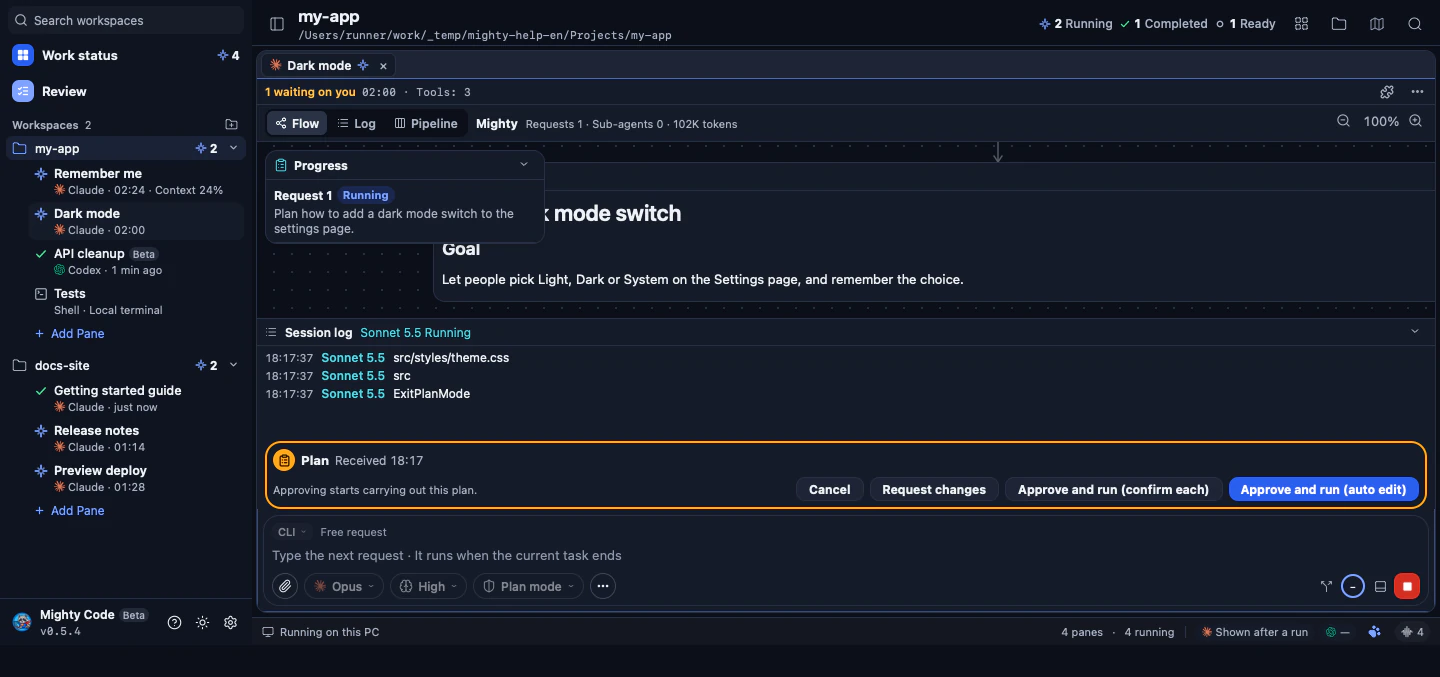 Search workspaces
Work status 4
Review
Workspaces 2
my-app 2
Remember me
Claude · 02:24 · Context 24%
Dark mode
Claude · 02:00
API cleanup Beta
Codex · 1 min ago
Tests
Shell · Local terminal
+ Add Pane
docs-site 2
Getting started guide
Claude · just now
Release notes
Claude · 01:14
Preview deploy
Claude · 01:28
+ Add Pane
Mighty Code Beta
v0.5.4
my-app
/Users/runner/work/_temp/mighty-help-en/Projects/my-app
2 Running 1 Completed 1 Ready
Dark mode
1 waiting on you 02:00 · Tools: 3
Flow Log Pipeline Mighty Requests 1 · Sub-agents 0 · 102K tokens 100%
Progress
Request 1 Running
Plan how to add a dark mode switch to the
settings page.
mode switch
Goal
Let people pick Light, Dark or System on the Settings page, and remember the choice.
Session log Sonnet 5.5 Running
18:17:37 Sonnet 5.5 src/styles/theme.css
18:17:37 Sonnet 5.5 src
18:17:37 Sonnet 5.5 ExitPlanMode
Plan Received 18:17
Approving starts carrying out this plan.
Cancel Request changes Approve and run (confirm each) Approve and run (auto edit)
CLI Free request
Type the next request · It runs when the current task ends
Opus High Plan mode
Running on this PC
4 panes · 4 running Shown after a run — 4